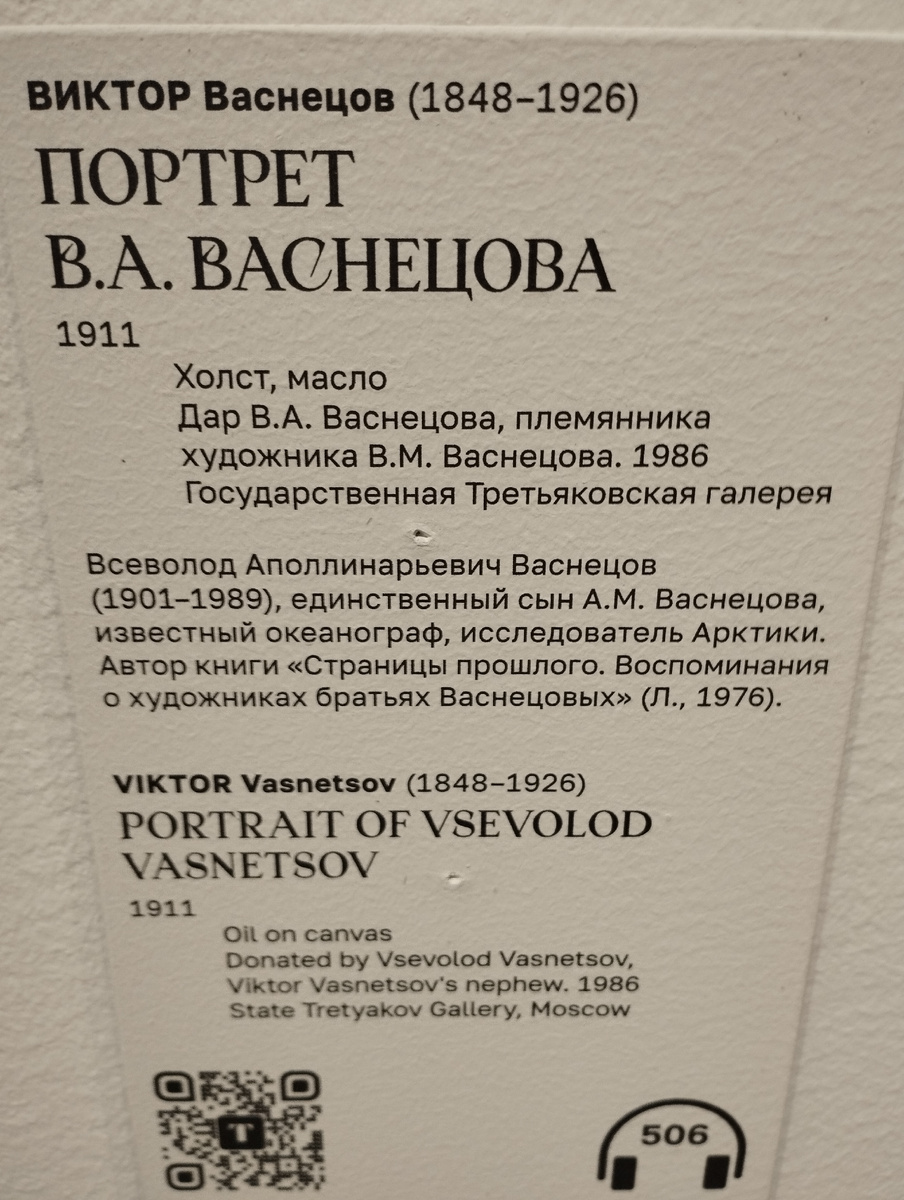 ВИКТОР Васнецов (1848–1926)
ПОРТРЕТ
В.А. ВАСНЕЦОВА
1911
Холст, масло
Дар В.А. Васнецова, племянника
художника В.М. Васнецова. 1986
Государственная Третьяковская галерея
Всеволод Аполлинарьевич Васнецов
(1901–1989), единственный сын А.М. Васнецова,
известный океанограф, исследователь Арктики.
Автор книги «Страницы прошлого. Воспоминания
о художниках братьях Васнецовых» (Л., 1976).
VIKTOR Vasnetsov (1848–1926)
PORTRAIT OF VSEVOLOD
VASNETSOV
1911
Oil on canvas
Donated by Vsevolod Vasnetsov,
Viktor Vasnetsov's nephew. 1986
State Tretyakov Gallery, Moscow
T
506